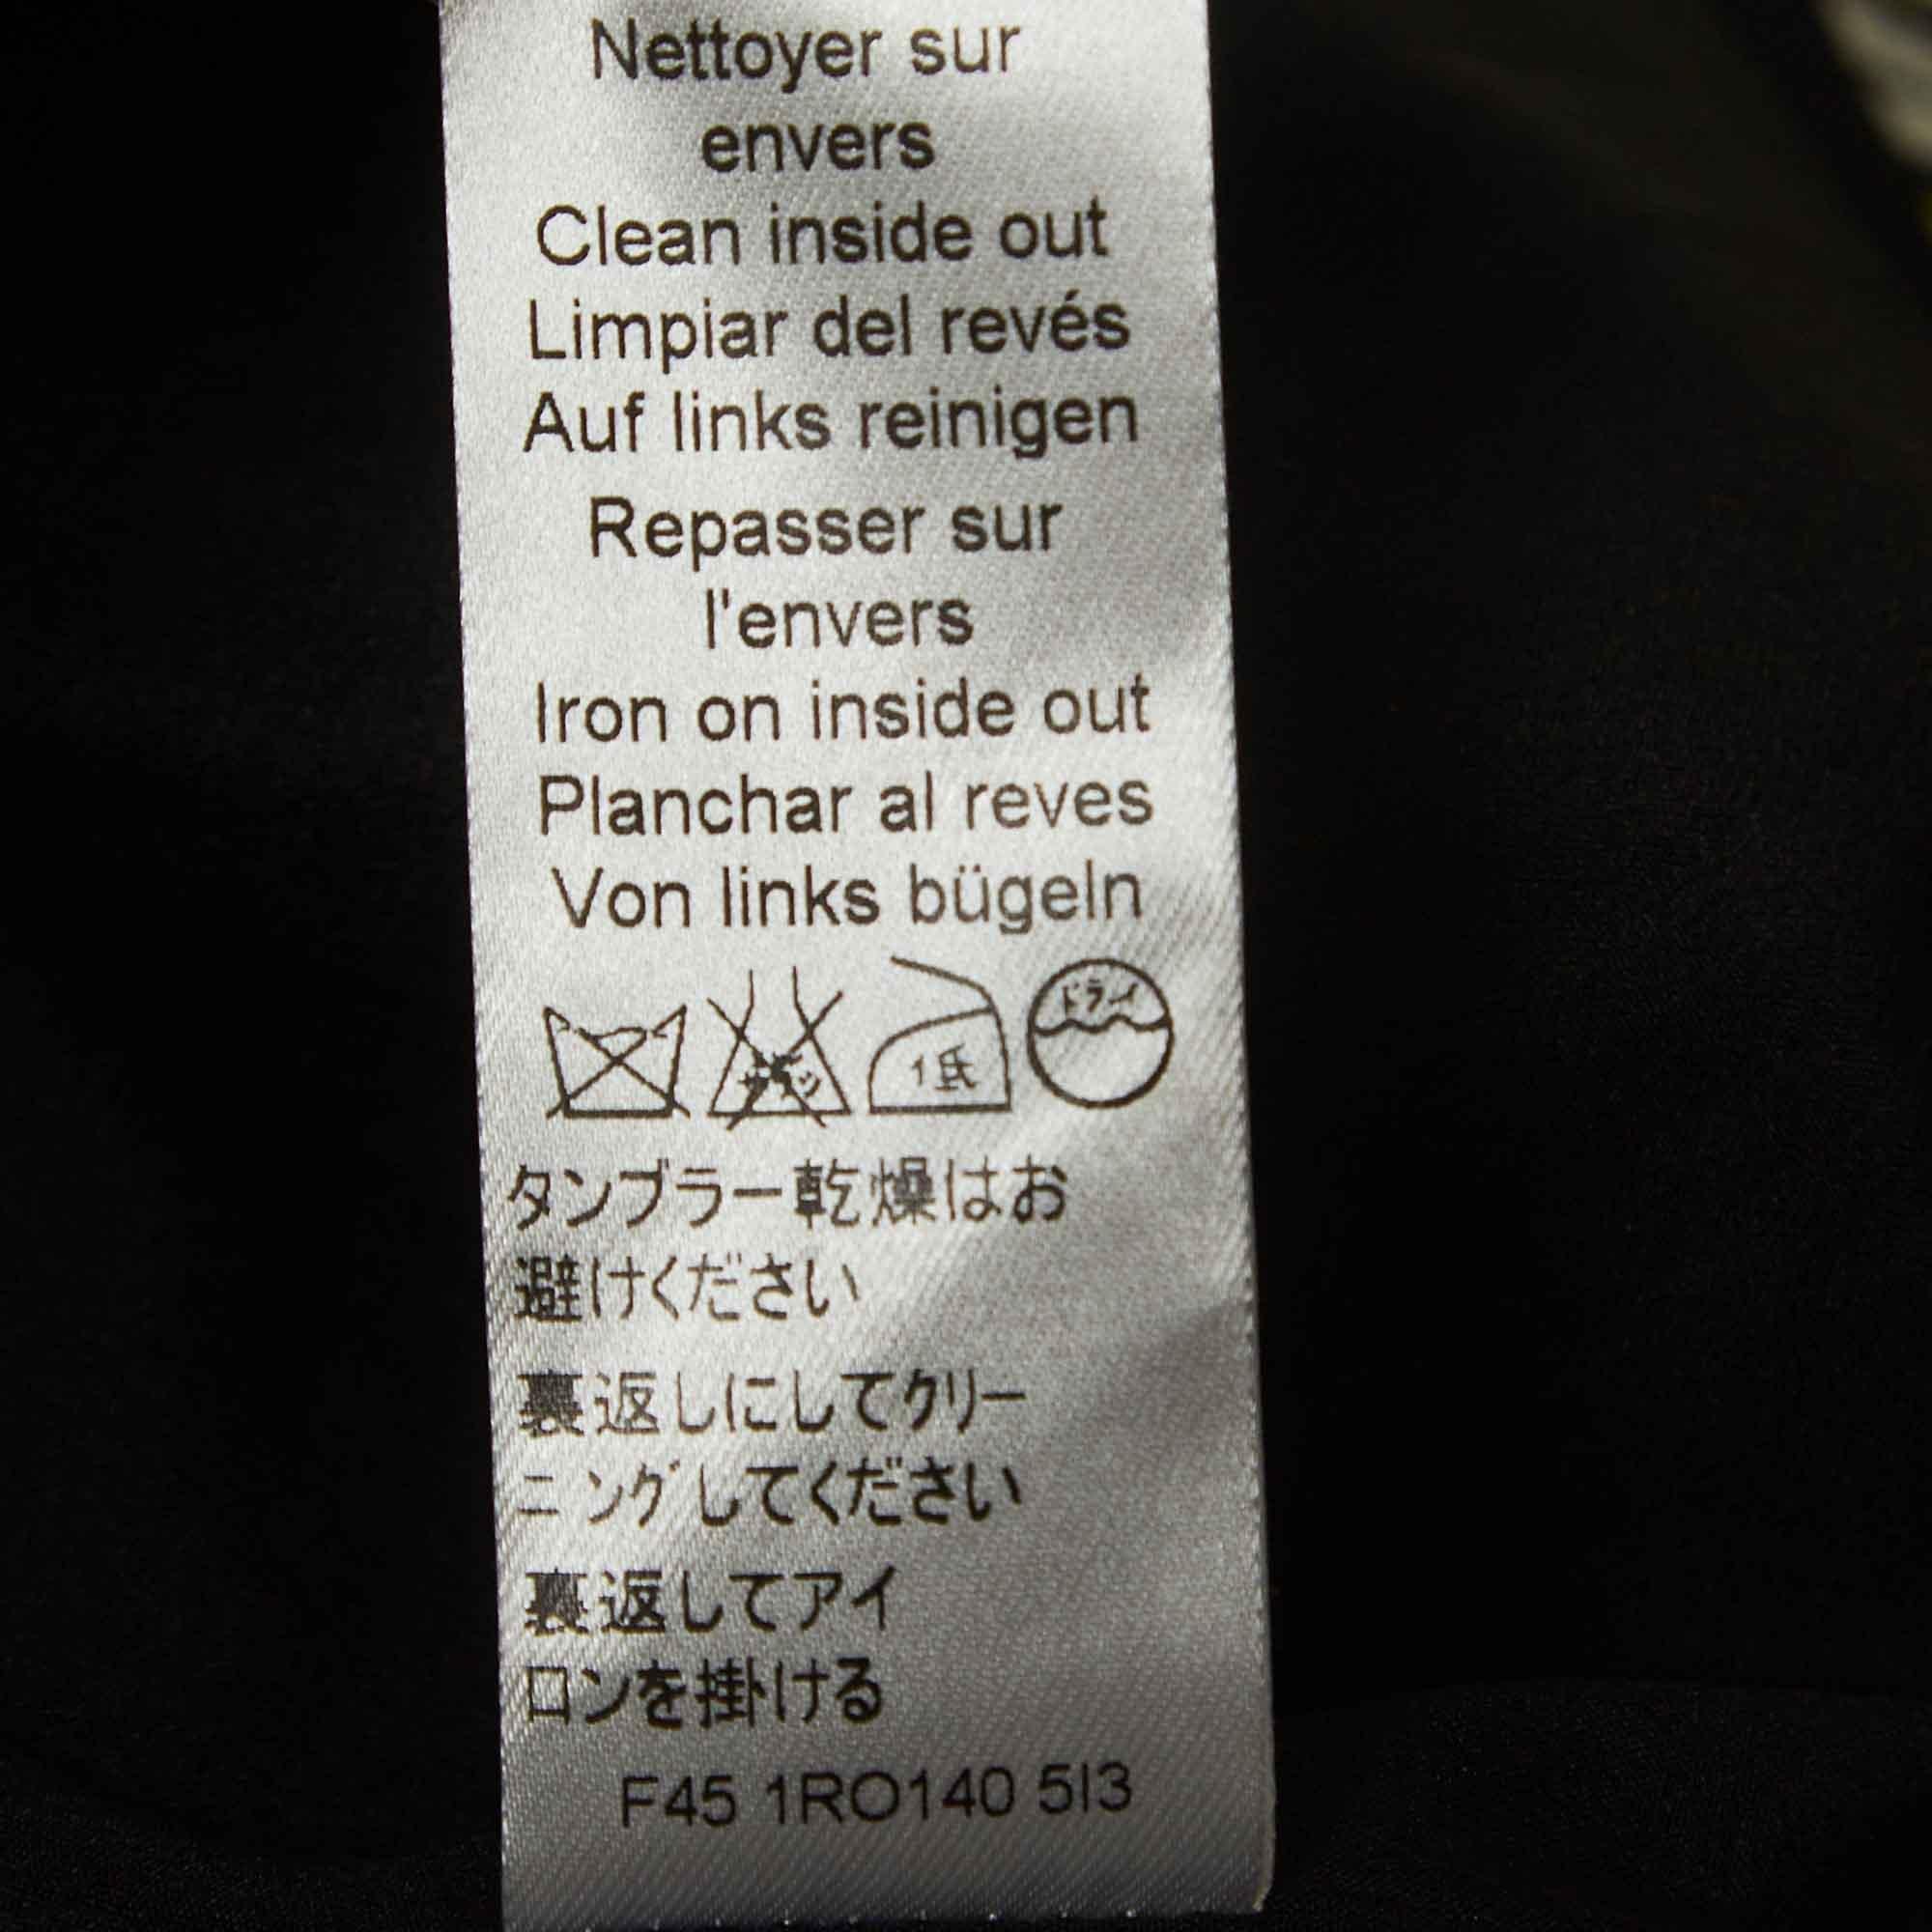 Nettoyer sur
envers
Clean inside out
Limpiar del revés
Auf links reinigen
Repasser sur
l'envers
Iron on inside out
Planchar al reves
Von links bügeln
ドライ
タンブラー乾燥はお
避けください
裏返しにしてクリー
ニングしてください
裏返してアイ
ロンを掛ける
F45 1RO140 5I3